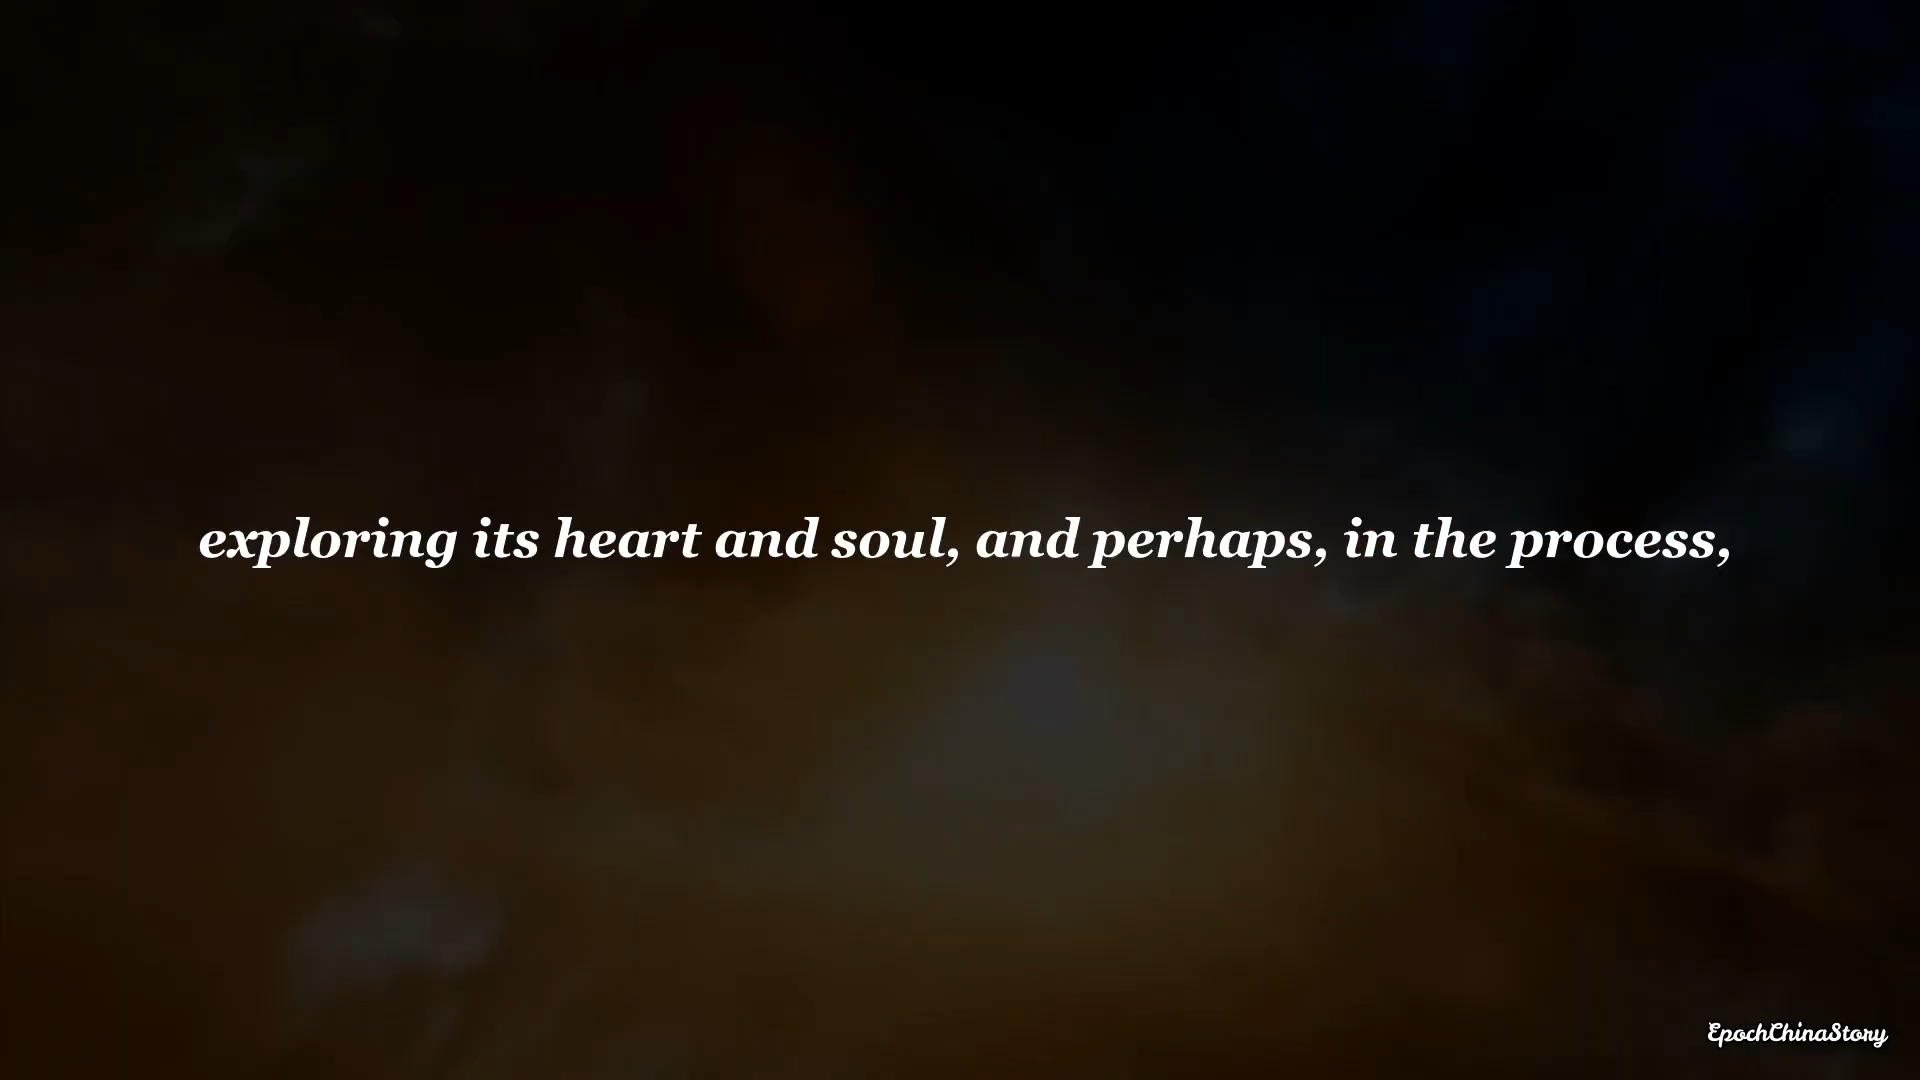 exploring its heart and soul, and perhaps, in the process,
EpochChinaStory